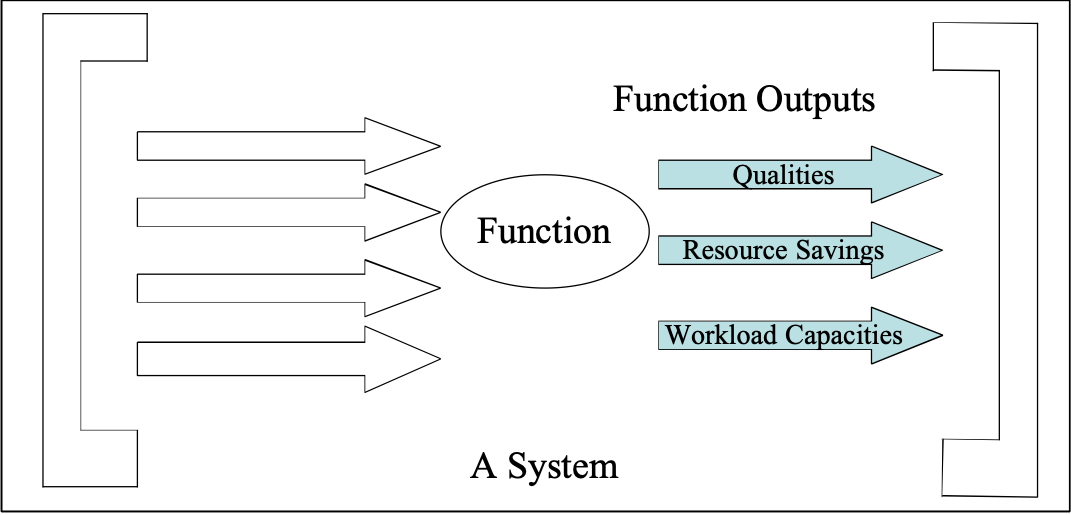 Function Outputs
Qualities
Function
Resource Savings
Workload Capacities
A System